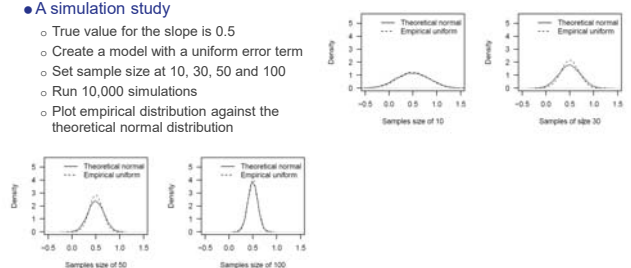 A simulation study
True value for the slope is 0.5
Create a model with a uniform error term
Set sample size at 10, 30, 50 and 100
Run 10,000 simulations
Plot empirical distribution against the
theoretical normal distribution
Theoretical normal
Empirical uniform
Density
5
4
3
2
1
0
-0.5 0.0 0.5 1.0 1.5
Samples size of 10
Theoretical normal
Empirical uniform
Density
5
4
3
2
1
0
-0.5 0.0 0.5 1.0 1.5
Samples of size 30
Theoretical normal
Empirical uniform
Density
5
4
3
2
1
0
-0.5 0.0 0.5 1.0 1.5
Samples size of 50
Theoretical normal
Empirical uniform
Density
5
4
3
2
1
0
-0.5 0.0 0.5 1.0 1.5
Samples size of 100